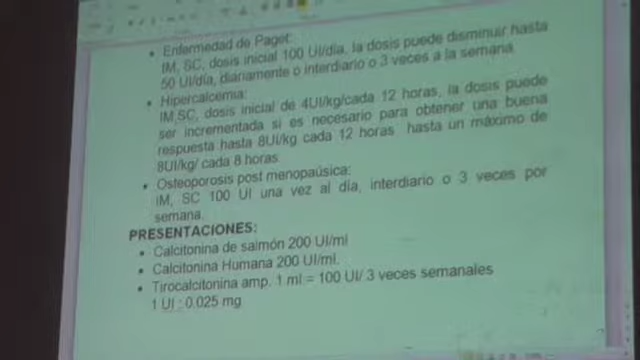 • Enfermedad de Paget:
IM, SC, dosis inicial 100 UI/día, la dosis puede disminuir hasta
50 UI/día, diariamente o interdiario o 3 veces a la semana.
• Hipercalcemia:
IM,SC, dosis inicial de 4UI/kg/cada 12 horas, la dosis puede
ser incrementada si es necesario para obtener una buena
respuesta hasta 8UI/kg cada 12 horas hasta un máximo de
8UI/kg/ cada 8 horas
• Osteoporosis post menopaúsica:
IM, SC 100 UI una vez al día, interdiario o 3 veces por
semana.
PRESENTACIONES:
• Calcitonina de salmón 200 UI/ml
• Calcitonina Humana 200 UI/ml.
• Tirocalcitonina amp. 1 ml = 100 UI/ 3 veces semanales
1 UI : 0.025 mg